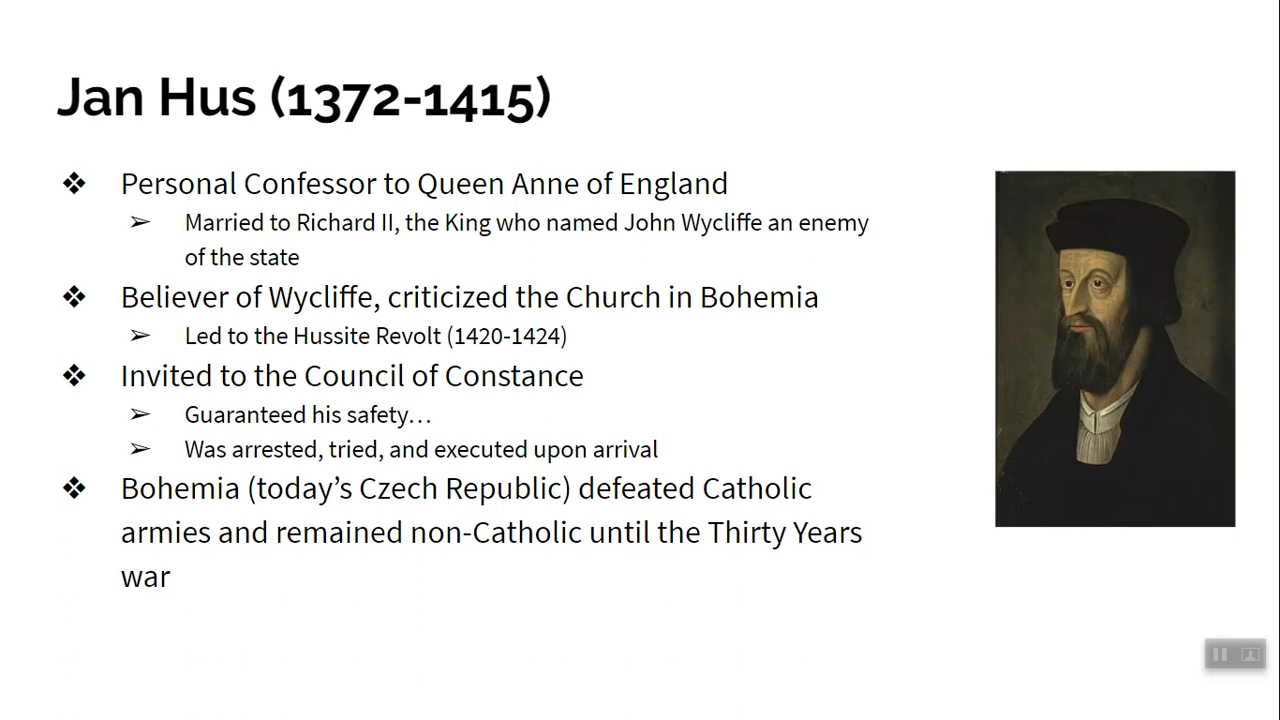 Jan Hus (1372-1415)
❖ Personal Confessor to Queen Anne of England
➢ Married to Richard II, the King who named John Wycliffe an enemy
of the state
❖ Believer of Wycliffe, criticized the Church in Bohemia
➢ Led to the Hussite Revolt (1420-1424)
❖ Invited to the Council of Constance
➢ Guaranteed his safety…
➢ Was arrested, tried, and executed upon arrival
❖ Bohemia (today’s Czech Republic) defeated Catholic
armies and remained non-Catholic until the Thirty Years
war